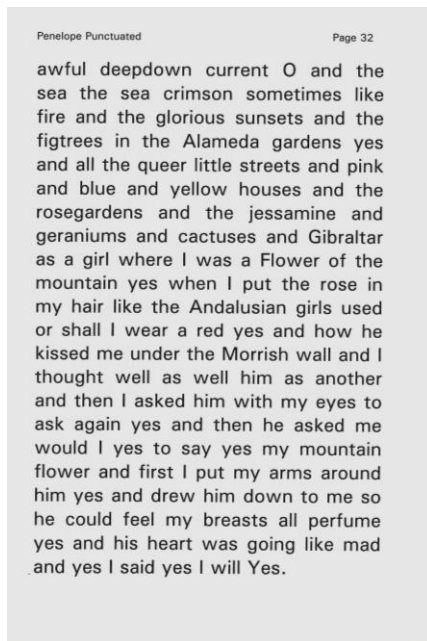 Penelope Punctuated Page 32
awful deepdown current O and the
sea the sea crimson sometimes like
fire and the glorious sunsets and the
figtrees in the Alameda gardens yes
and all the queer little streets and pink
and blue and yellow houses and the
rosegardens and the jessamine and
geraniums and cactuses and Gibraltar
as a girl where I was a Flower of the
mountain yes when I put the rose in
my hair like the Andalusian girls used
or shall I wear a red yes and how he
kissed me under the Morrish wall and I
thought well as well him as another
and then I asked him with my eyes to
ask again yes and then he asked me
would I yes to say yes my mountain
flower and first I put my arms around
him yes and drew him down to me so
he could feel my breasts all perfume
yes and his heart was going like mad
and yes I said yes I will Yes.